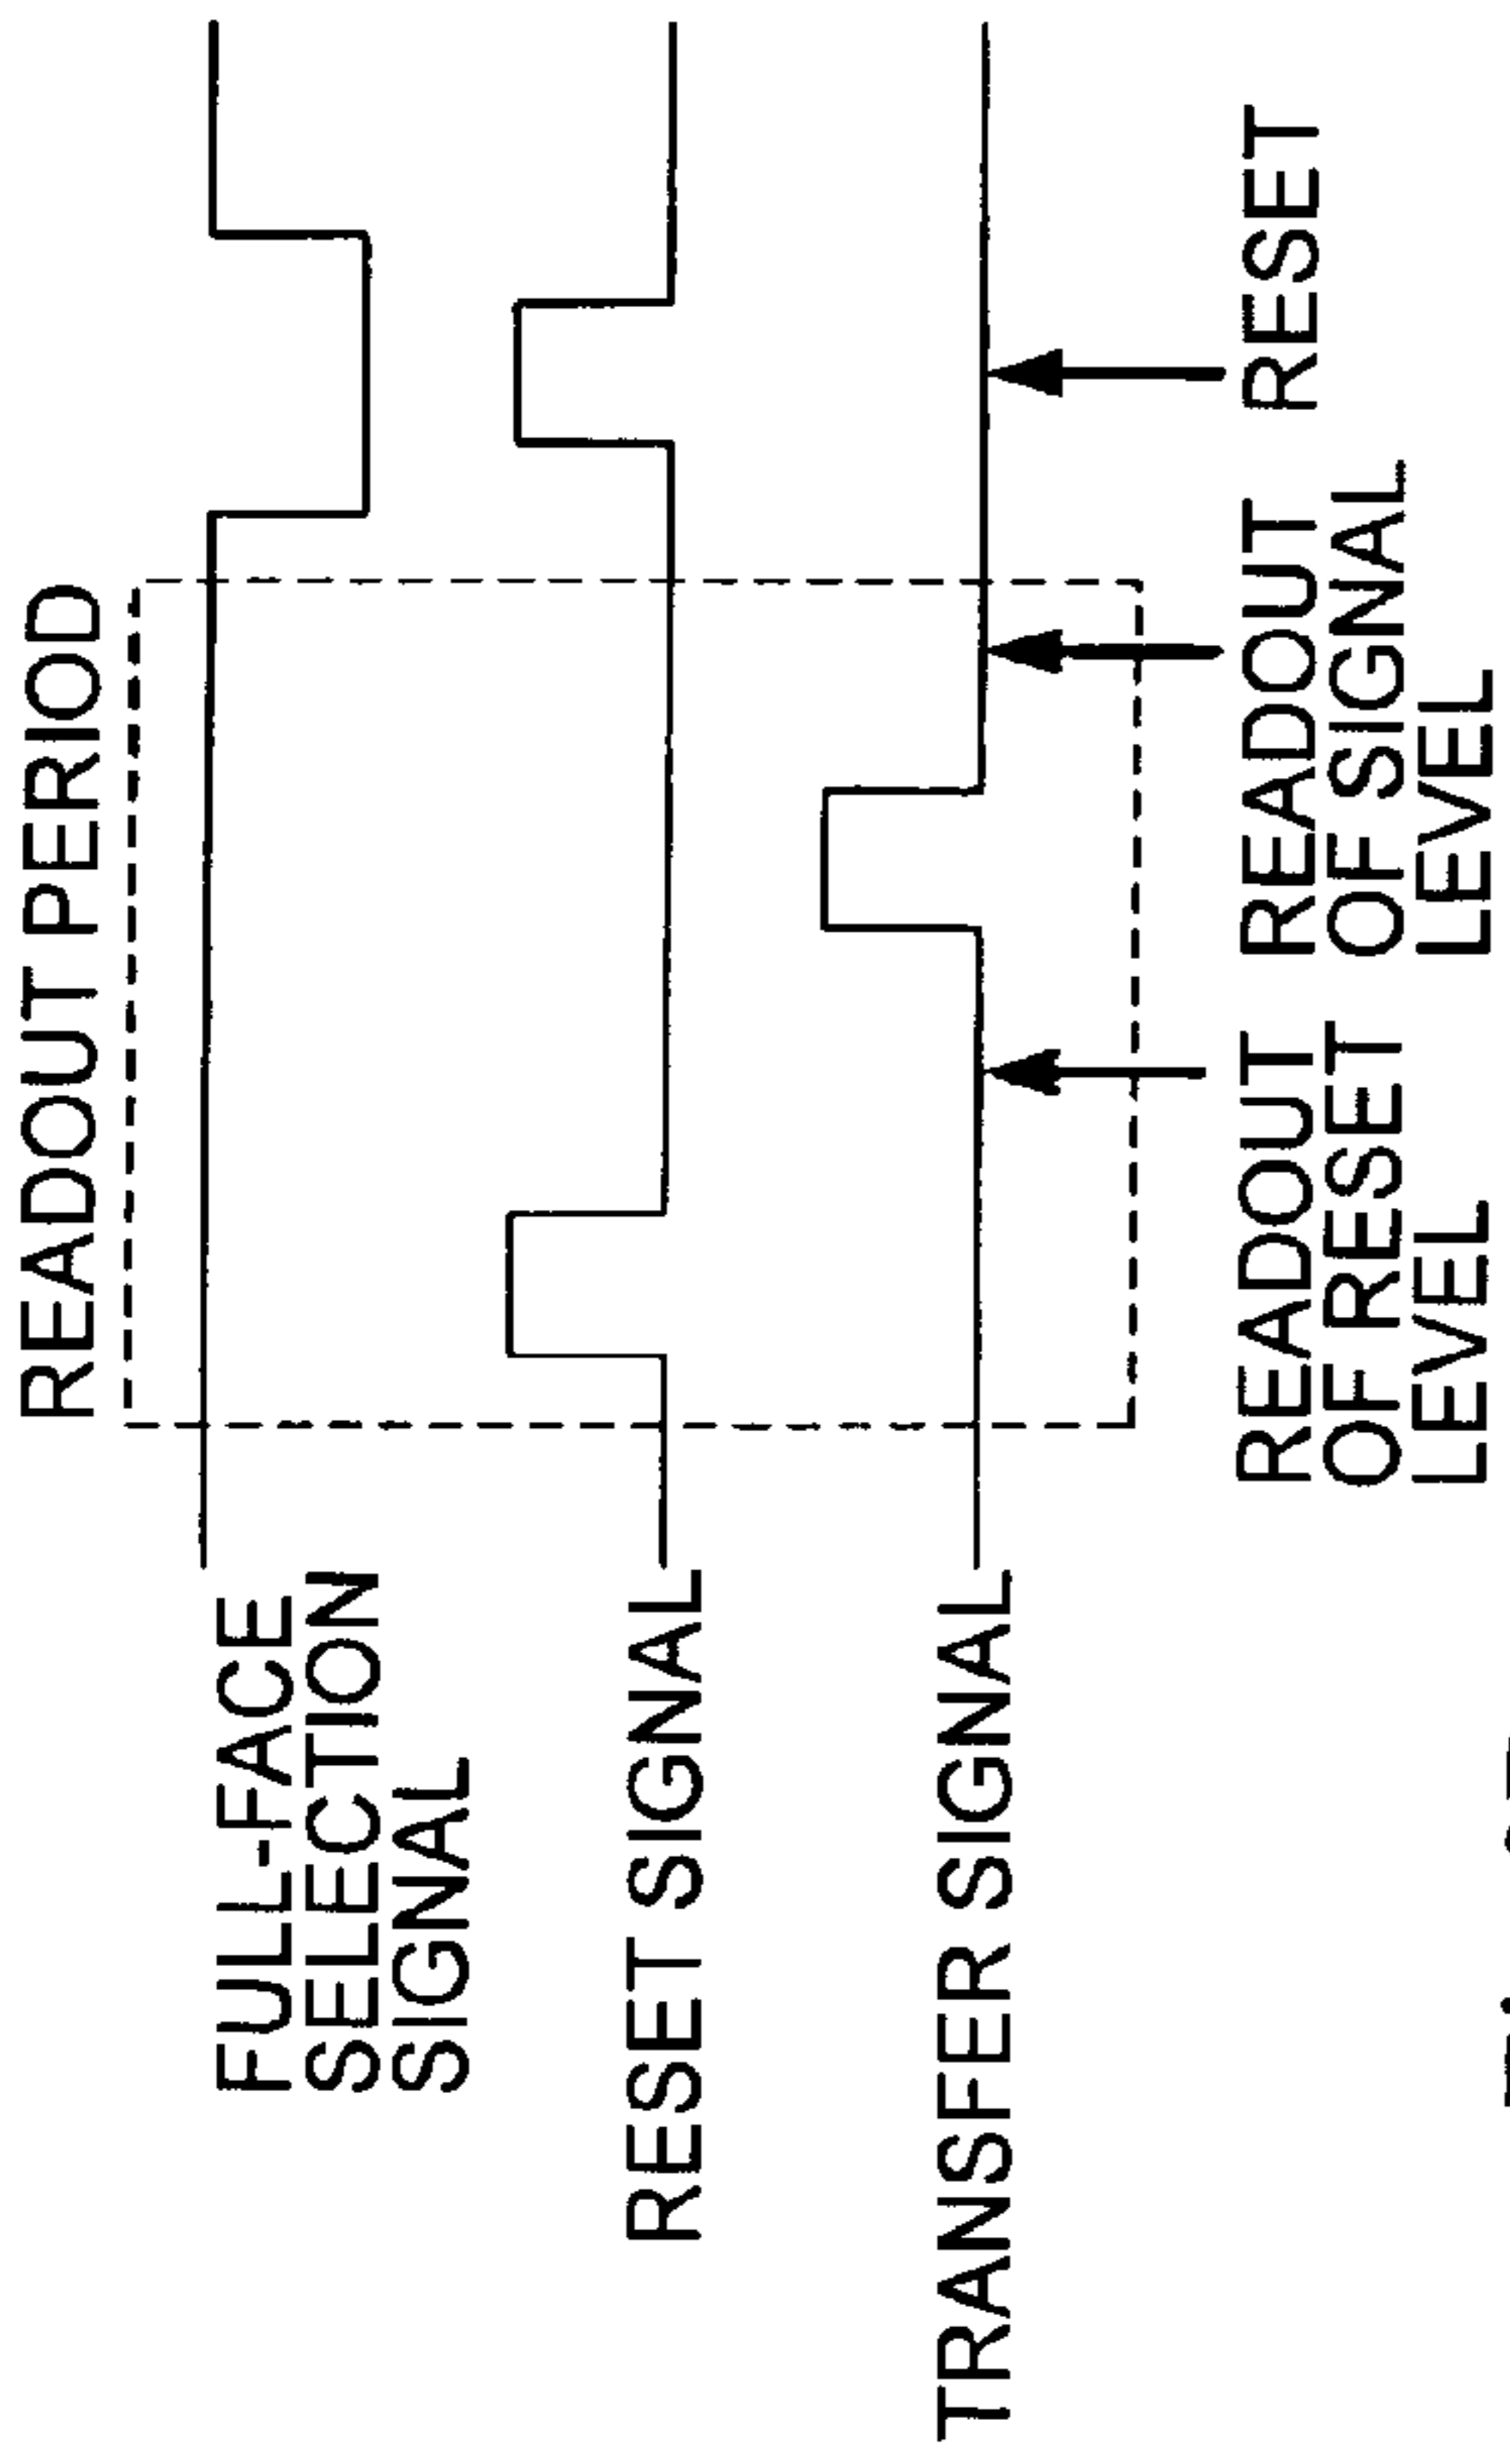 READOUT PERIOD
FULL-FACE
SELECTION
SIGNAL
RESET SIGNAL
TRANSFER SIGNAL
READOUT
OF RESET
LEVEL
READOUT
OF SIGNAL
LEVEL
RESET